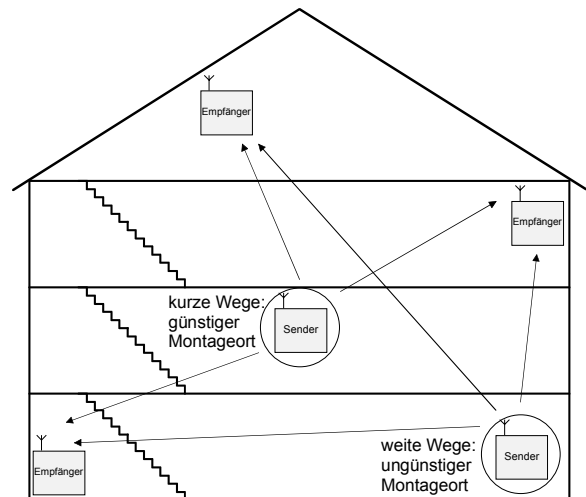 Empfänger
Empfänger
kurze Wege:
günstiger
Montageort
Sender
weite Wege:
ungünstiger
Montageort
Sender
Empfänger